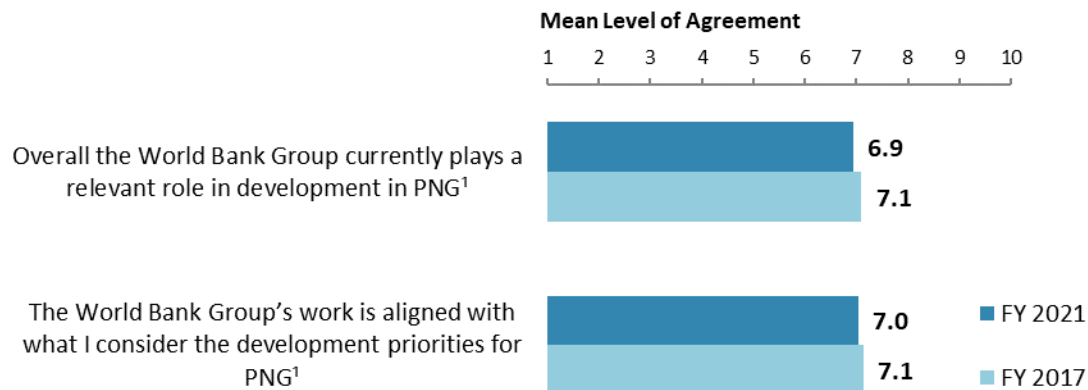 Mean Level of Agreement
1 2 3 4 5 6 7 8 9 10
Overall the World Bank Group currently plays a
relevant role in development in PNG¹
6.9
7.1
The World Bank Group’s work is aligned with
what I consider the development priorities for
PNG¹
7.0
7.1
FY 2021
FY 2017